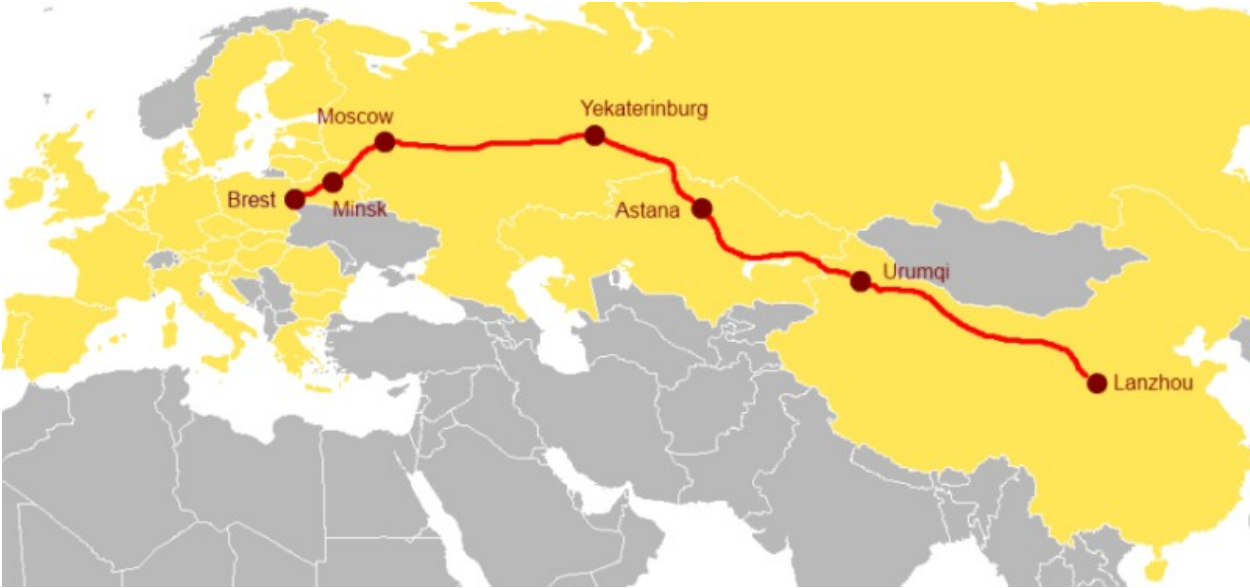 Yekaterinburg
Moscow
Brest
Minsk
Astana
Urumqi
Lanzhou